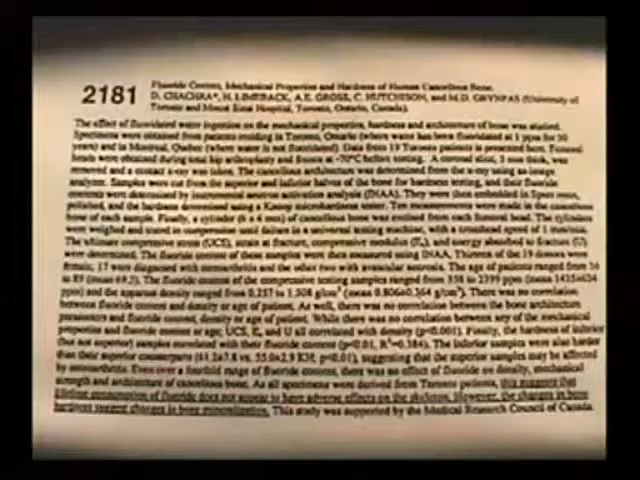 2181
Fluoride Content, Mechanical Properties and Hardness of Human Cancellous Bone.
D. CHACHRA*, H. LIMEBACK, A.E. GROSS, C. HUTCHISON, and M.D. GRYNPAS (University of
Toronto and Mount Sinai Hospital, Toronto, Ontario, Canada).
The effect of fluoridated water ingestion on the mechanical properties, hardness and architecture of bone was studied.
Specimens were obtained from patients residing in Toronto, Ontario (where water has been fluoridated at 1 ppm for 30
years) and in Montreal, Quebec (where water is not fluoridated). Data from 19 Toronto patients is presented here. Femoral
heads were obtained during total hip arthroplasty and frozen at -70°C before testing. A coronal slice, 5 mm thick, was
removed and a contact x-ray was taken. The cancellous architecture was determined from the x-ray using an image
analyzer. Samples were cut from the superior and inferior halves of the bone for hardness testing, and their fluoride
contents were determined by instrumental neutron activation analysis (INAA). They were then embedded in Spurr resin,
polished, and the hardness determined using a microhardness tester. Ten measurements were made in the cancellous
bone of each sample. Finally, a cylinder (6 x 6 mm) of cancellous bone was excised from each femoral head. The cylinders
were weighed and tested in compression until failure in a universal testing machine, with a crosshead speed of 1 mm/min.
The ultimate compressive stress (UCS), strain at fracture, compressive modulus and energy absorbed to fracture (U)
were determined. The fluoride content of these samples were then measured using INAA. Thirteen of the 19 donors were
female, 17 were diagnosed with osteoarthritis and the other two with avascular necrosis. The age of patients ranged from
to 89 (mean 69.5). The fluoride content of the compressive testing samples ranged from to 2399 ppm (mean
ppm) and the apparent density ranged from 0.257 to 1.508 g/cm³ (mean 0.806±0.364 g/cm³). There was no correlation
between fluoride content and density or age of patient. As well, there was no correlation between the bone architecture
parameters and fluoride content, density or age of patient. While there was no correlation between any of the mechanical
properties and fluoride content or age, UCS, E, and U all correlated with density (p<0.001). Finally, the hardness of inferior
(but not superior) samples correlated with their fluoride content (p<0.01, R²=0.384). The inferior samples were also harder
than their superior counterparts (61.2±7.8 vs. 55.0±2.9 KH, p<0.01), suggesting that the superior samples may be affected
by osteoarthritis. Even over a fourfold range of fluoride content, there was no effect of fluoride on density, mechanical
strength and architecture of cancellous bone. As all specimens were derived from Toronto patients, this suggests that
lifetime consumption of fluoride does not appear to have adverse effects on the skeleton. However, the changes in bone
hardness suggest changes in bone mineralization. This study was supported by the Medical Research Council of Canada.